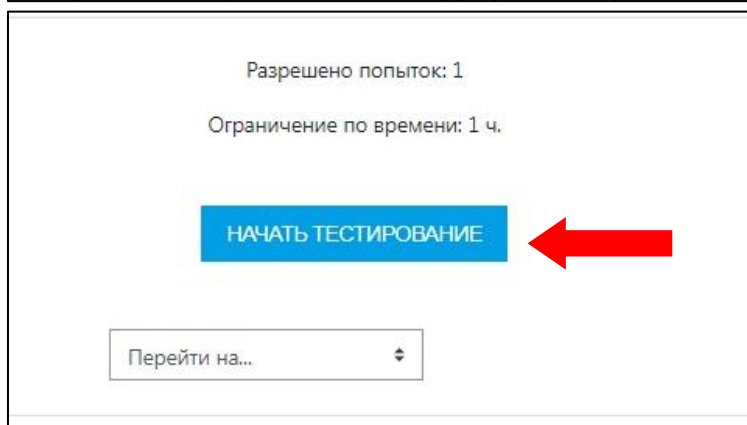 Разрешено попыток: 1
Ограничение по времени: 1 ч.
НАЧАТЬ ТЕСТИРОВАНИЕ
Перейти на...